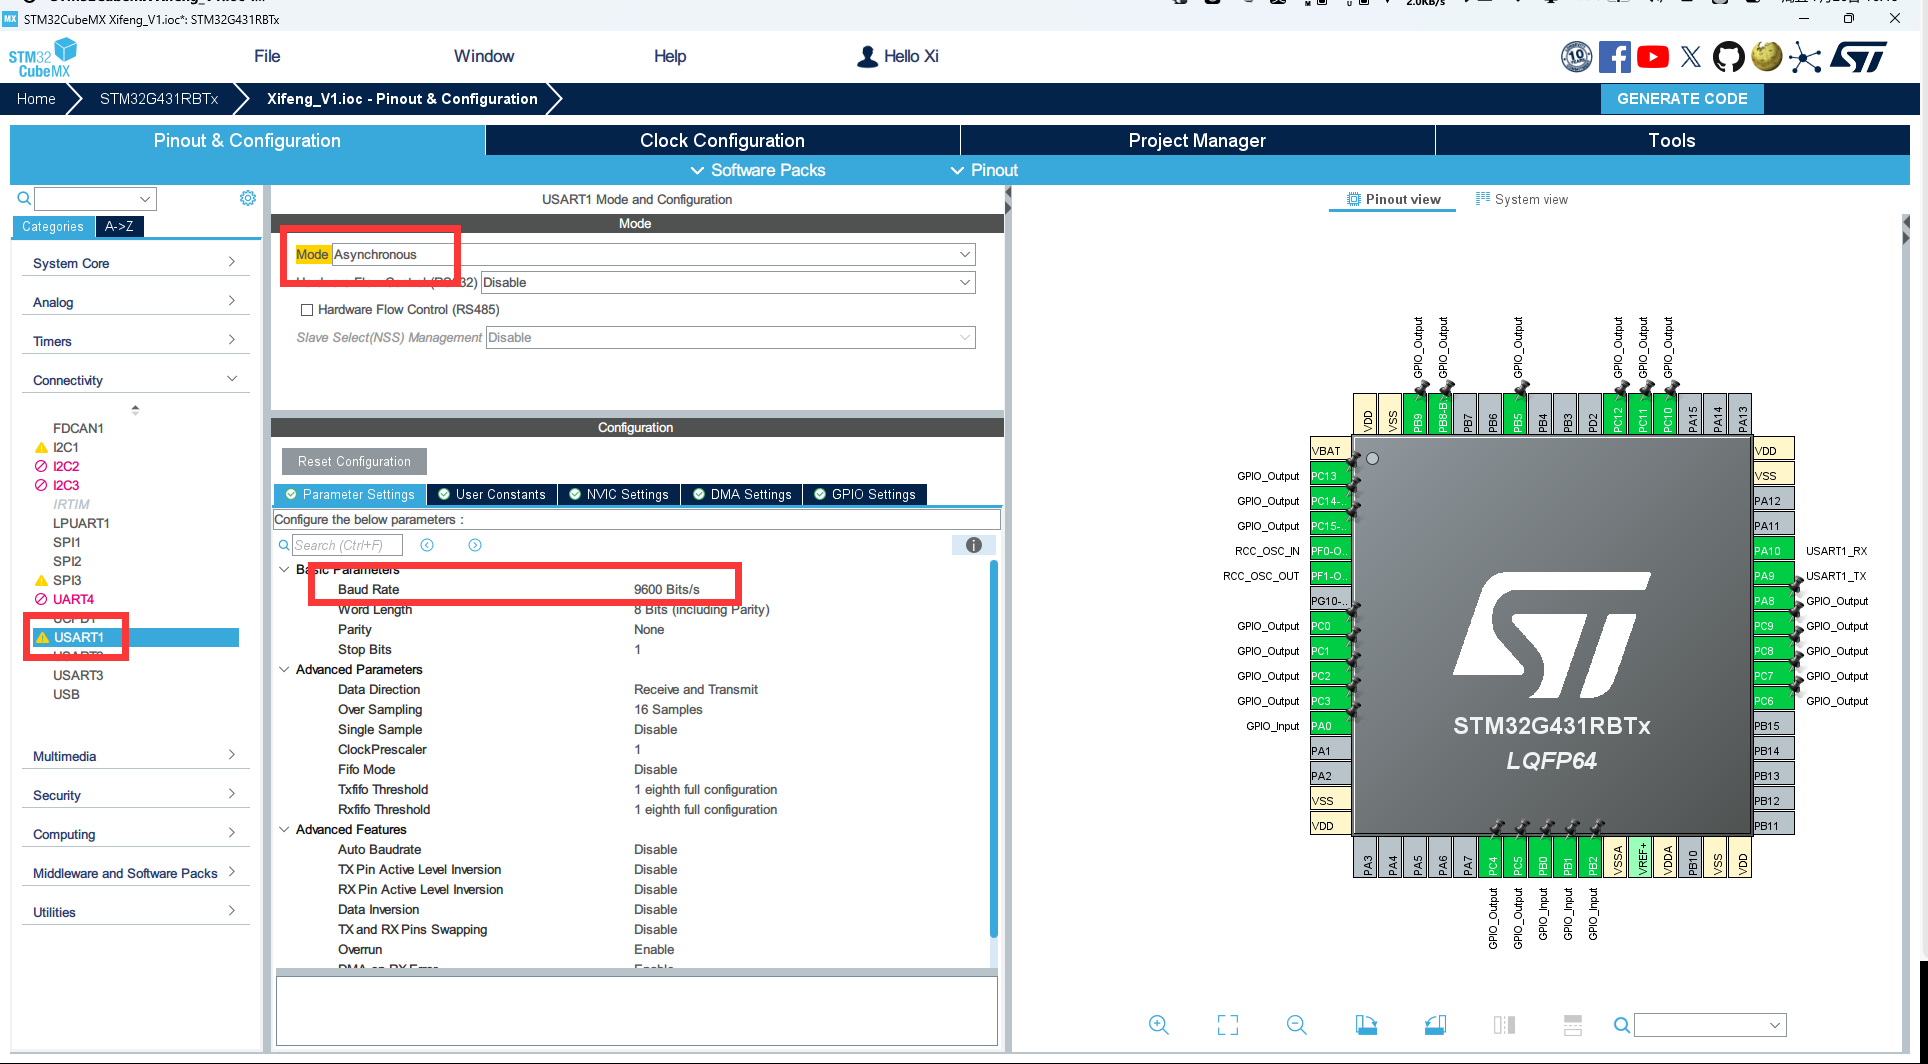 2.0KB/s
STM32CubeMX Xifeng_V1.ioc*: STM32G431RBTx
STM32
CubeMX
File
Window
Help
Hello Xi
Home
STM32G431RBTx
Xifeng_V1.ioc - Pinout & Configuration
GENERATE CODE
Pinout & Configuration
Clock Configuration
Project Manager
Tools
Software Packs
Pinout
Categories
A->Z
System Core
Analog
Timers
Connectivity
FDCAN1
I2C1
I2C2
I2C3
IRTIM
LPUART1
SPI1
SPI2
SPI3
UART4
UCPD1
USART1
USART2
USART3
USB
Multimedia
Security
Computing
Middleware and Software Packs
Utilities
USART1 Mode and Configuration
Mode
Mode Asynchronous
Hardware Flow Control (RS232) Disable
Hardware Flow Control (RS485)
Slave Select(NSS) Management Disable
Configuration
Reset Configuration
Parameter Settings
User Constants
NVIC Settings
DMA Settings
GPIO Settings
Configure the below parameters :
Search (Ctrl+F)
Basic Parameters
Baud Rate 9600 Bits/s
Word Length 8 Bits (including Parity)
Parity None
Stop Bits 1
Advanced Parameters
Data Direction Receive and Transmit
Over Sampling 16 Samples
Single Sample Disable
ClockPrescaler 1
Fifo Mode Disable
Txfifo Threshold 1 eighth full configuration
Rxfifo Threshold 1 eighth full configuration
Advanced Features
Auto Baudrate Disable
TX Pin Active Level Inversion Disable
RX Pin Active Level Inversion Disable
Data Inversion Disable
TX and RX Pins Swapping Disable
Overrun Enable
DMA on RX Error Enable
Pinout view
System view
GPIO_Output
GPIO_Output
GPIO_Output
GPIO_Output
GPIO_Output
GPIO_Output
VDD
VSS
PB9
PB8-B..
PB7
PB6
PB5
PB4
PB3
PD2
PC12
PC11
PC10
PA15
PA14
PA13
VBAT
GPIO_Output PC13
GPIO_Output PC14-..
GPIO_Output PC15-..
RCC_OSC_IN PF0-O..
RCC_OSC_OUT PF1-O..
PG10-..
GPIO_Output PC0
GPIO_Output PC1
GPIO_Output PC2
GPIO_Output PC3
GPIO_Input PA0
PA1
PA2
VSS
VDD
STM32G431RBTx
LQFP64
VDD
VSS
PA12
PA11
PA10 USART1_RX
PA9 USART1_TX
PA8 GPIO_Output
PC9 GPIO_Output
PC8 GPIO_Output
PC7 GPIO_Output
PC6 GPIO_Output
PB15
PB14
PB13
PB12
PB11
PA3
PA4
PA5
PA6
PA7
PC4
PC5
PB0
PB1
PB2
VSSA
VREF+
VDDA
PB10
VSS
VDD
GPIO_Output
GPIO_Output
GPIO_Input
GPIO_Input
GPIO_Input